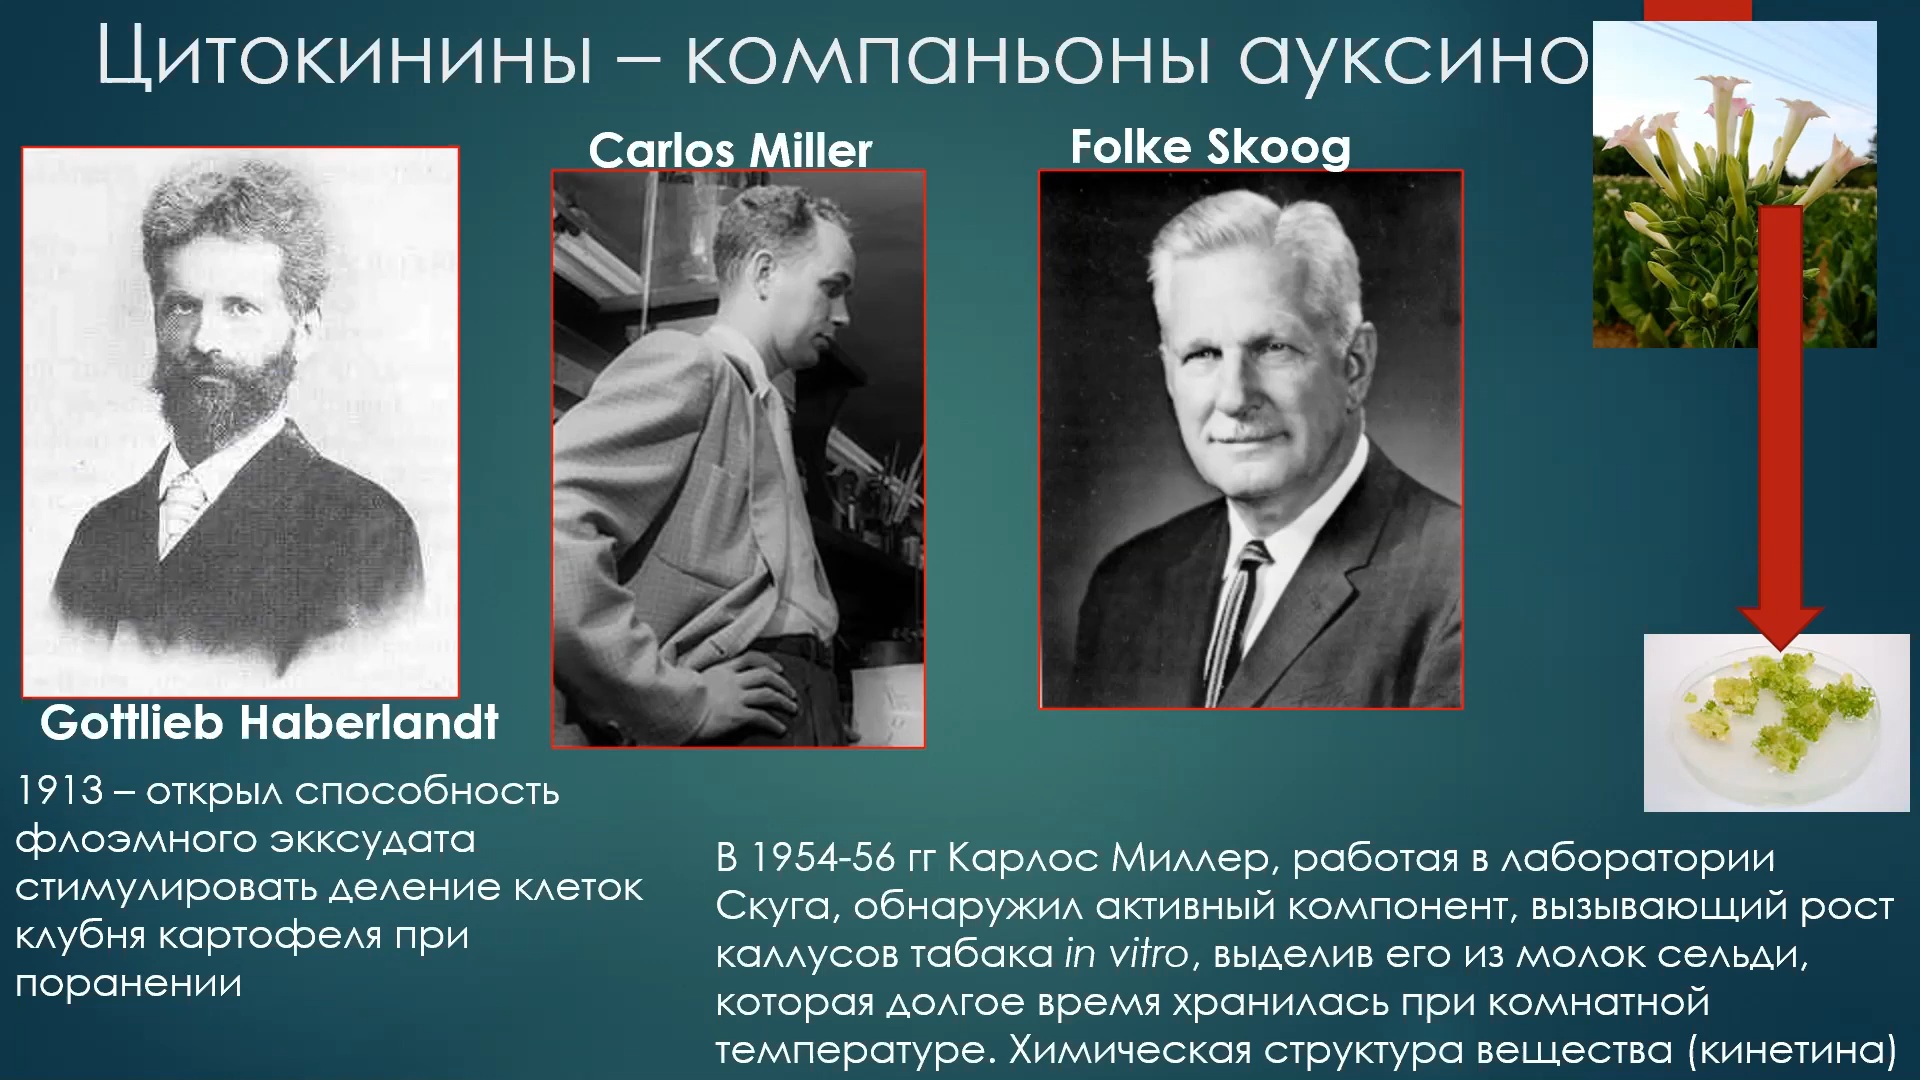 Цитокинины – компаньоны ауксино
Carlos Miller
Folke Skoog
Gottlieb Haberlandt
1913 – открыл способность
флоэмного экксудата
стимулировать деление клеток
клубня картофеля при
поранении
В 1954-56 гг Карлос Миллер, работая в лаборатории
Скуга, обнаружил активный компонент, вызывающий рост
каллусов табака in vitro, выделив его из молок сельди,
которая долгое время хранилась при комнатной
температуре. Химическая структура вещества (кинетина)